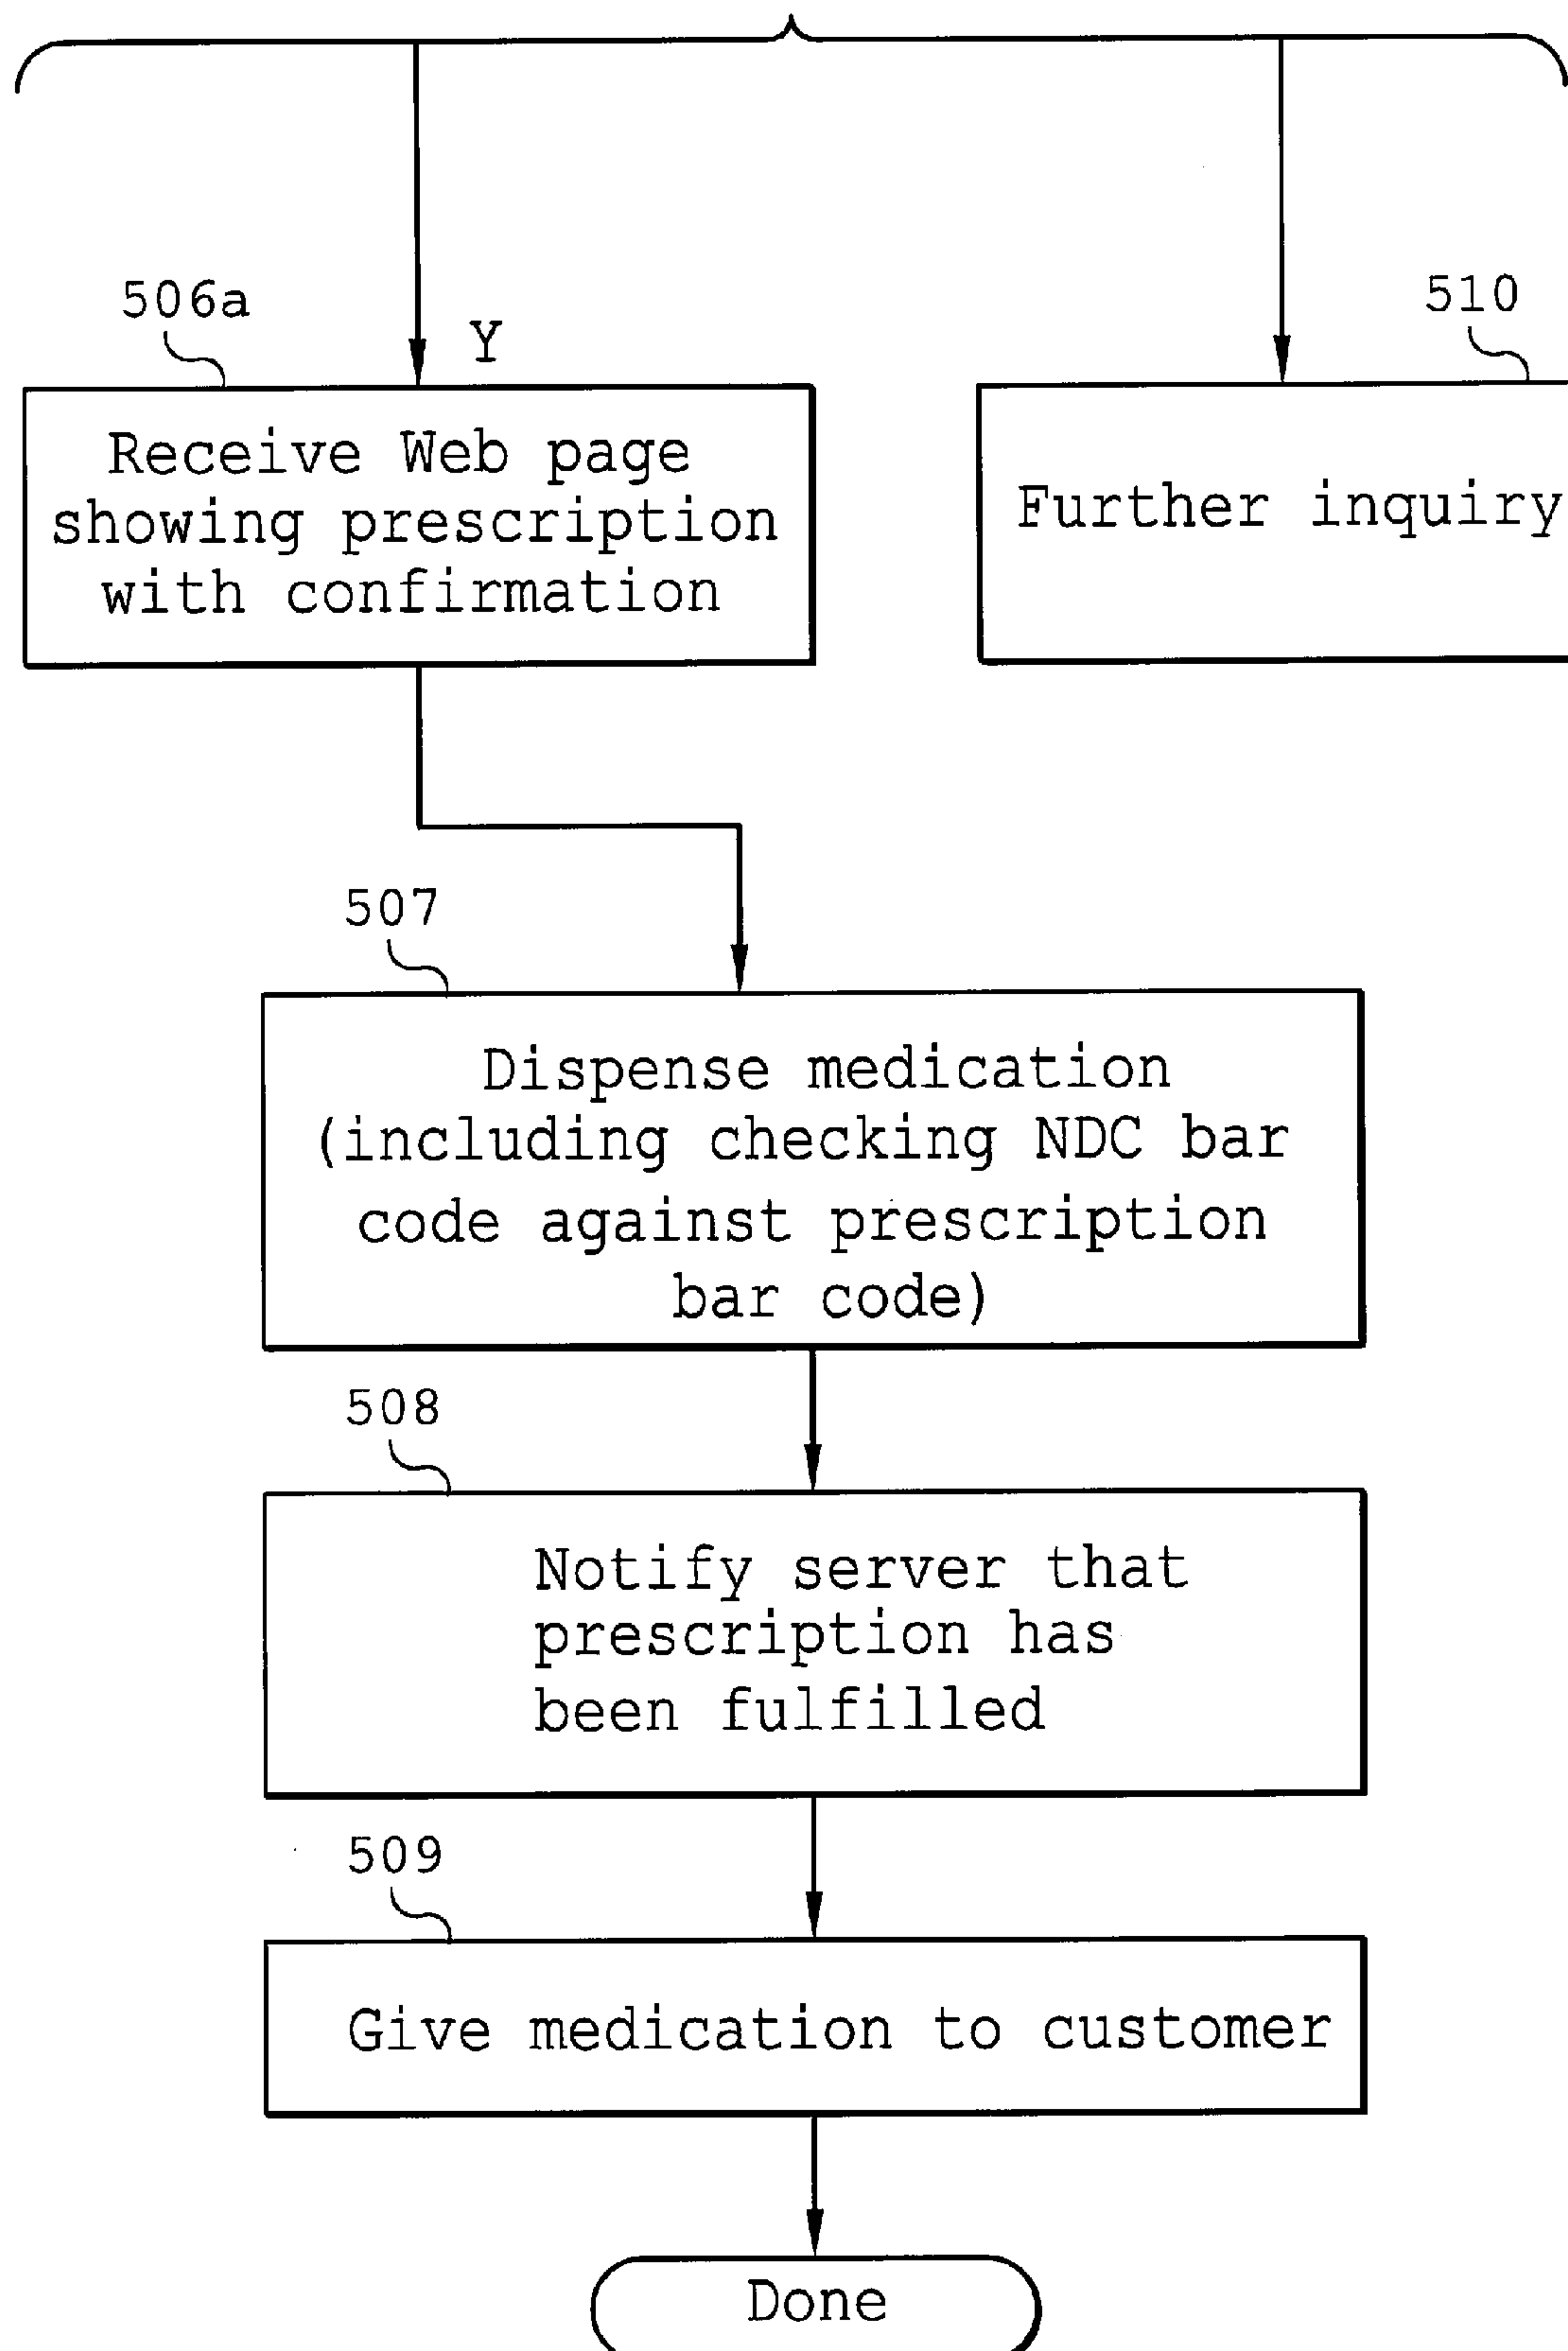 506a
Y
510
Receive Web page
showing prescription
with confirmation
Further inquiry
507
Dispense medication
(including checking NDC bar
code against prescription
bar code)
508
Notify server that
prescription has
been fulfilled
509
Give medication to customer
Done